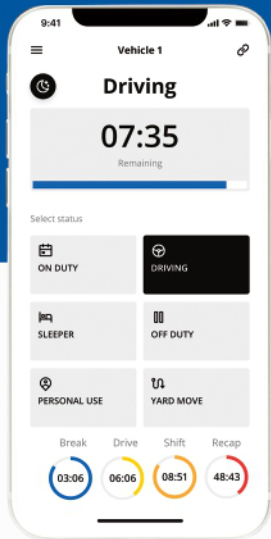 9:41
Vehicle 1
Driving
07:35
Remaining
Select status
ON DUTY
DRIVING
SLEEPER
OFF DUTY
PERSONAL USE
YARD MOVE
Break Drive Shift Recap
03:06 06:06 08:51 48:43